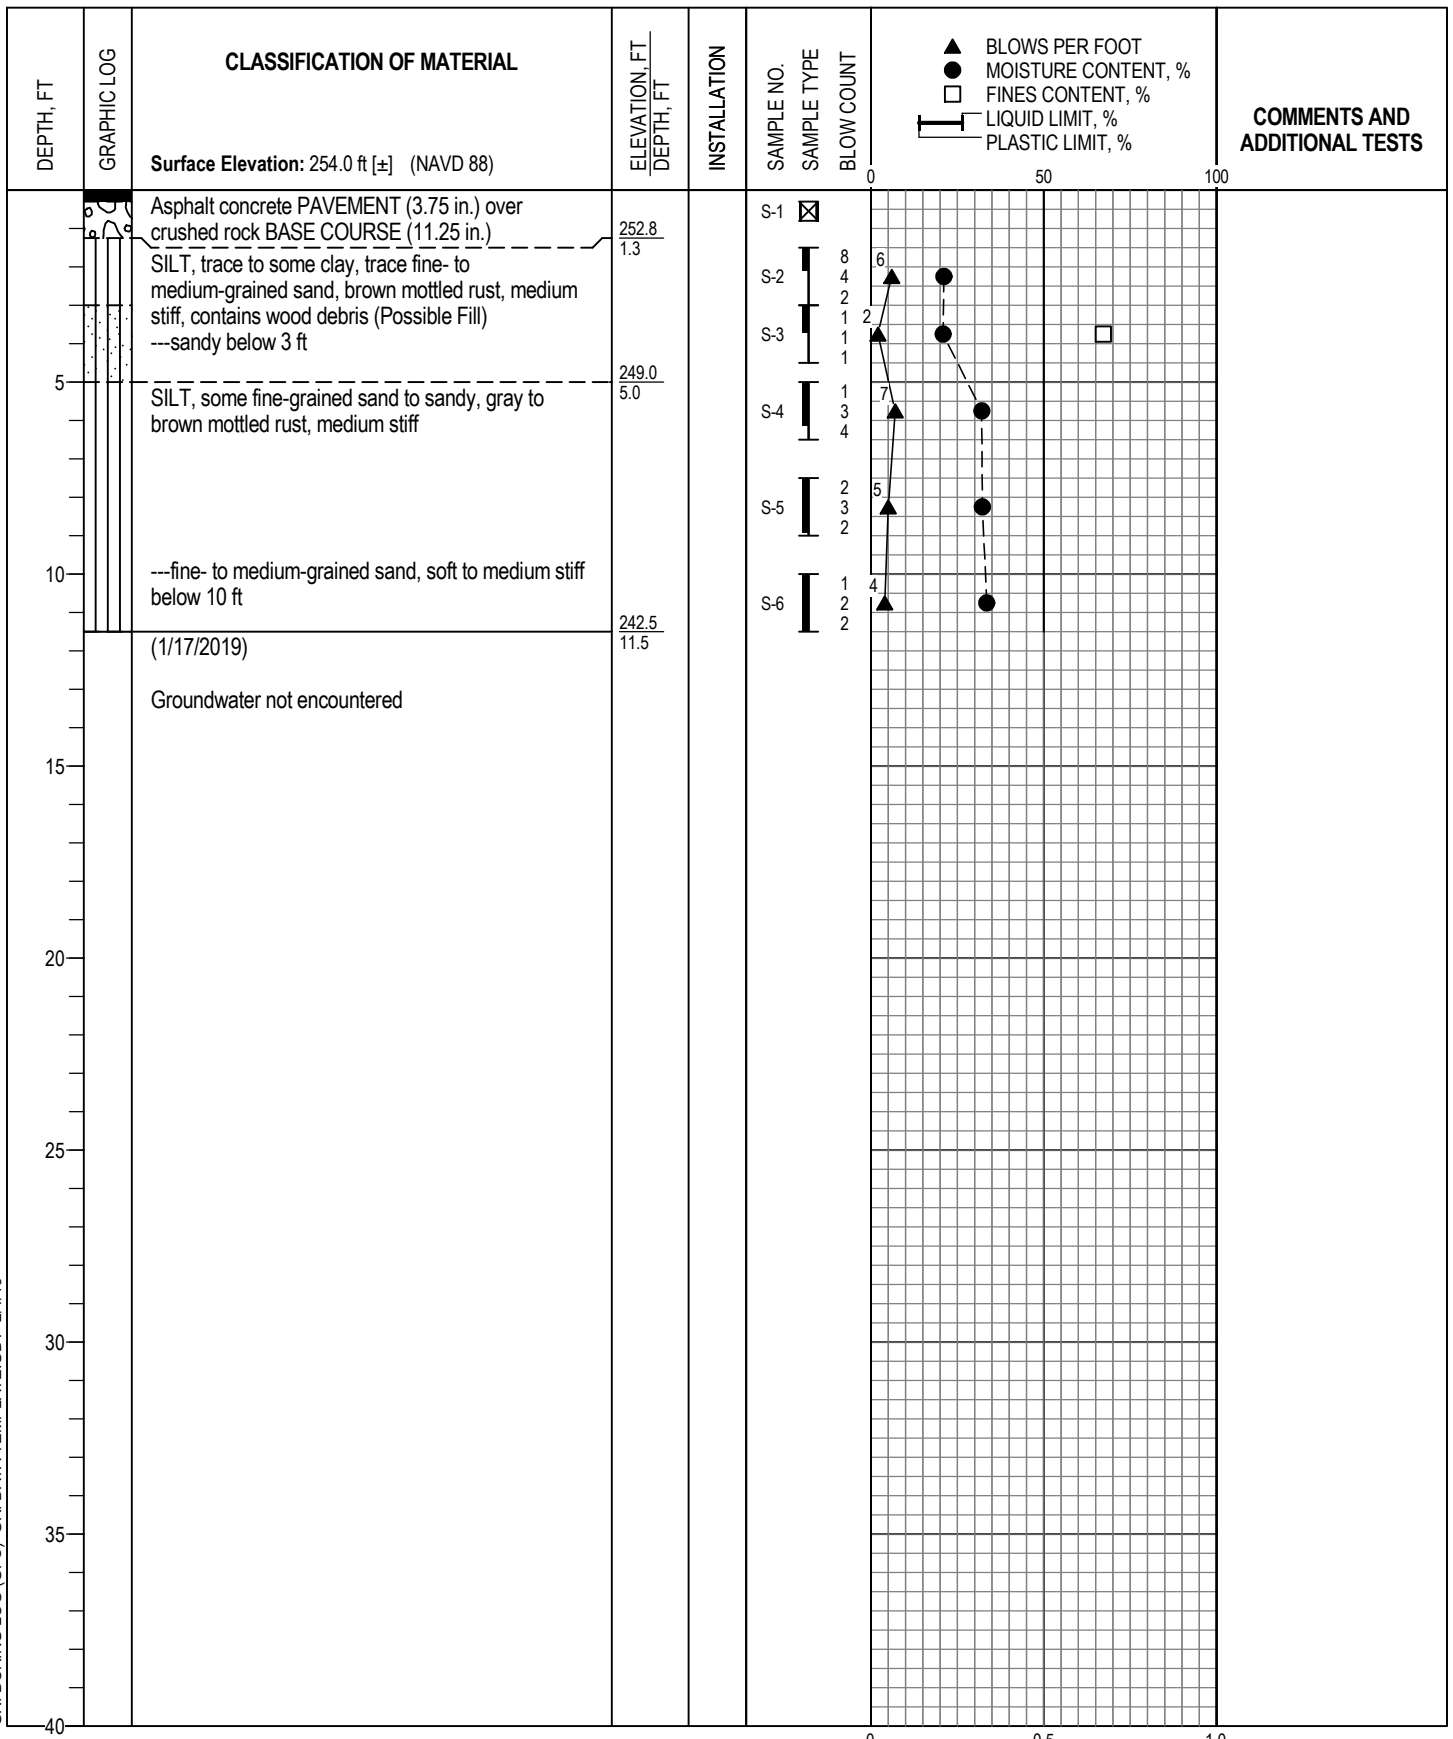 DEPTH, FT
GRAPHIC LOG
CLASSIFICATION OF MATERIAL
Surface Elevation: 254.0 ft [±] (NAVD 88)
ELEVATION, FT
DEPTH, FT
INSTALLATION
SAMPLE NO.
SAMPLE TYPE
BLOW COUNT
BLOWS PER FOOT
MOISTURE CONTENT, %
FINES CONTENT, %
LIQUID LIMIT, %
PLASTIC LIMIT, %
0 50 100
COMMENTS AND
ADDITIONAL TESTS
Asphalt concrete PAVEMENT (3.75 in.) over
crushed rock BASE COURSE (11.25 in.)
252.8
1.3
S-1
SILT, trace to some clay, trace fine- to
medium-grained sand, brown mottled rust, medium
stiff, contains wood debris (Possible Fill)
---sandy below 3 ft
S-2
8
4
2
6
S-3
1
1
1
2
5
249.0
5.0
SILT, some fine-grained sand to sandy, gray to
brown mottled rust, medium stiff
S-4
1
3
4
7
S-5
2
3
2
5
10
---fine- to medium-grained sand, soft to medium stiff
below 10 ft
S-6
1
2
2
4
242.5
11.5
(1/17/2019)
Groundwater not encountered
15
20
25
30
35
40
0 0.5 1.0